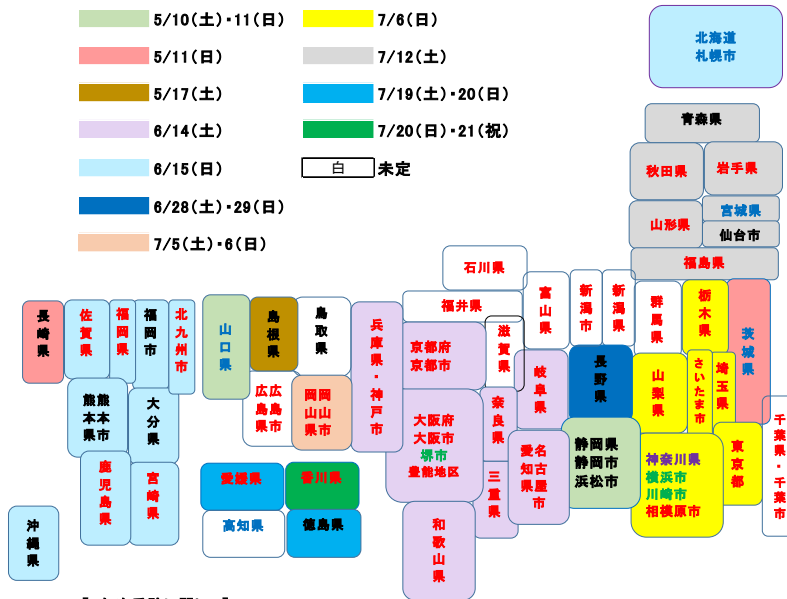 5/10(土)・11(日)
5/11(日)
5/17(土)
6/14(土)
6/15(日)
6/28(土)・29(日)
7/5(土)・6(日)
7/6(日)
7/12(土)
7/19(土)・20(日)
7/20(日)・21(祝)
白 未定
北海道
札幌市
青森県
秋田県
岩手県
山形県
宮城県
仙台市
福島県
石川県
福井県
富山県
新潟市
新潟県
群馬県
栃木県
茨城県
長崎県
佐賀県
福岡県
福岡市
北九州市
山口県
島根県
鳥取県
兵庫県・神戸市
京都府
京都市
滋賀県
岐阜県
長野県
山梨県
さいたま市
埼玉県
熊本県
熊本市
大分県
広島県
広島市
岡山県
岡山市
大阪府
大阪市
堺市
豊能地区
奈良県
愛知県
名古屋市
静岡県
静岡市
浜松市
神奈川県
横浜市
川崎市
相模原市
東京都
千葉県・千葉市
鹿児島県
宮崎県
愛媛県
香川県
高知県
徳島県
三重県
和歌山県
沖縄県